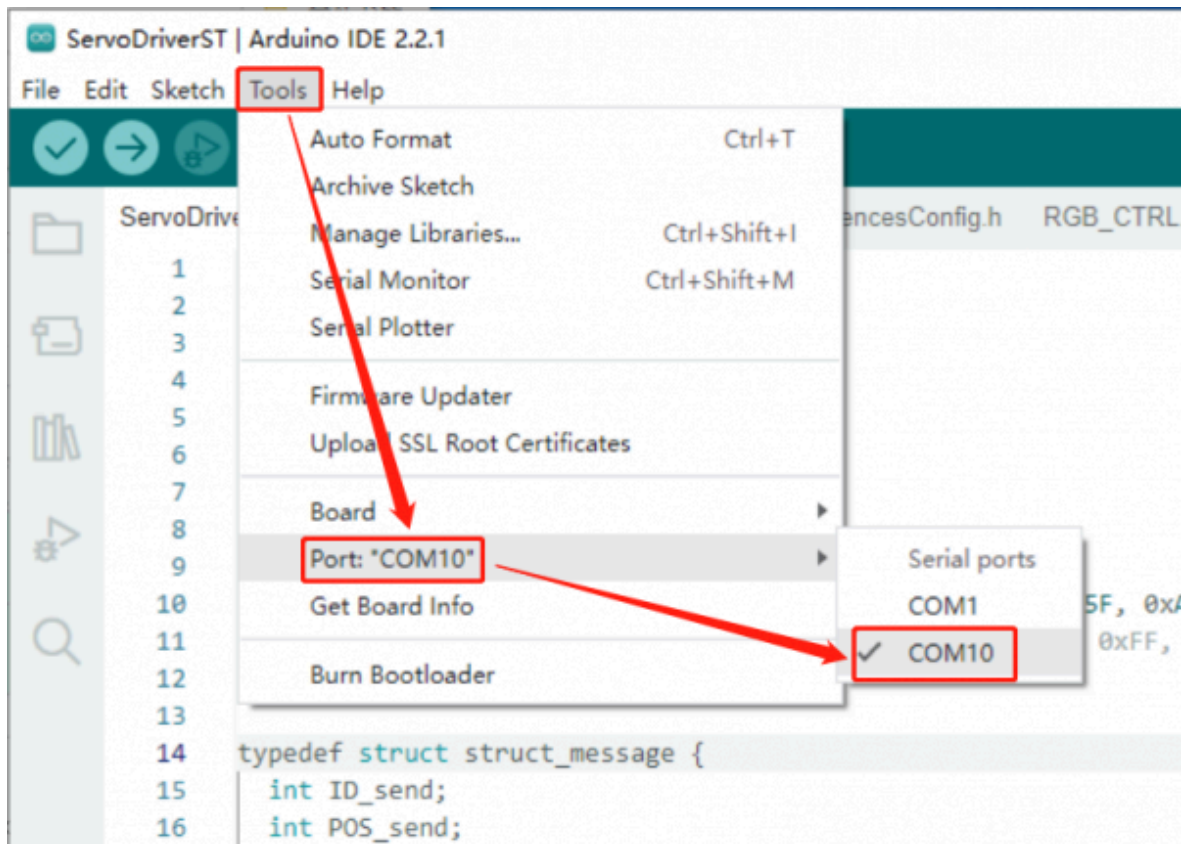 ServoDriverST | Arduino IDE 2.2.1
File Edit Sketch Tools Help
Auto Format Ctrl+T
Archive Sketch
Manage Libraries... Ctrl+Shift+I
Serial Monitor Ctrl+Shift+M
Serial Plotter
Firmware Updater
Upload SSL Root Certificates
Board
Port: "COM10"
Get Board Info
Burn Bootloader
Serial ports
COM1
COM10
ServoDrive
encesConfig.h RGB_CTRL
1
2
3
4
5
6
7
8
9
10 5F, 0xA
11 0xFF,
12
13
14 typedef struct struct_message {
15 int ID_send;
16 int POS_send;